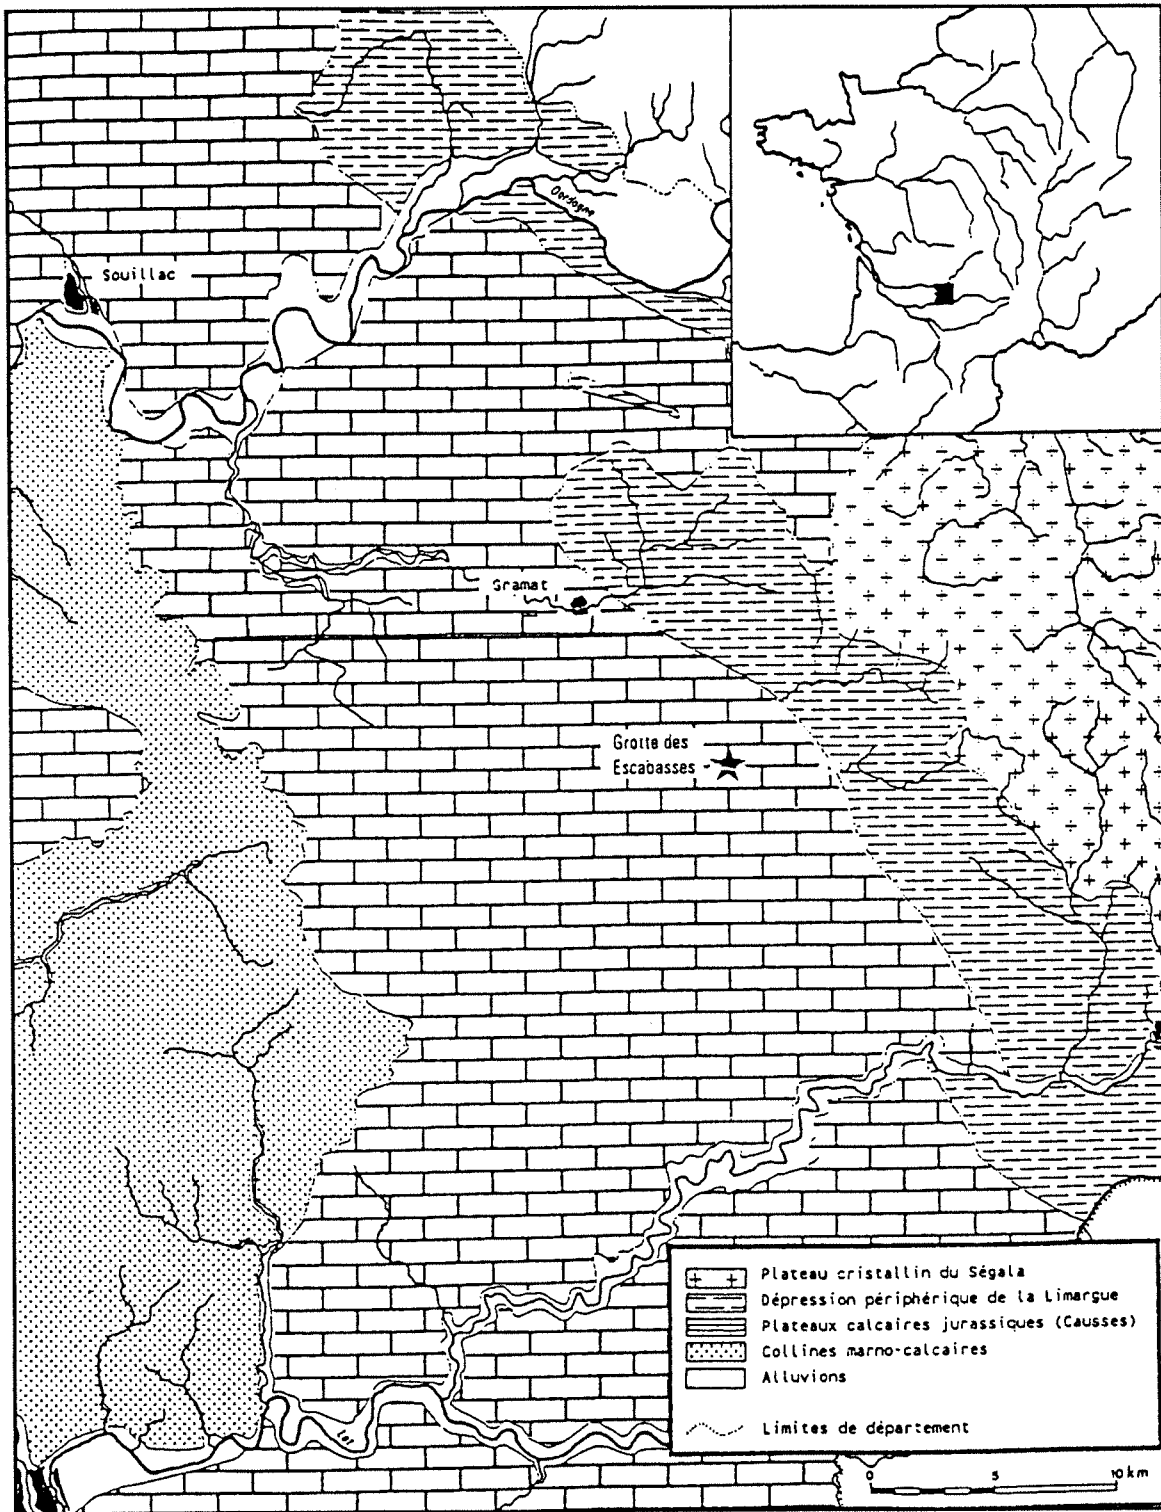 Dordogne
Souillac
Gramat
Grotte des
Escabasses
Lot
+ + Plateau cristallin du Ségala
Dépression périphérique de la Limargue
Plateaux calcaires jurassiques (Causses)
Collines marno-calcaires
Alluvions
Limites de département
0 5 10 km